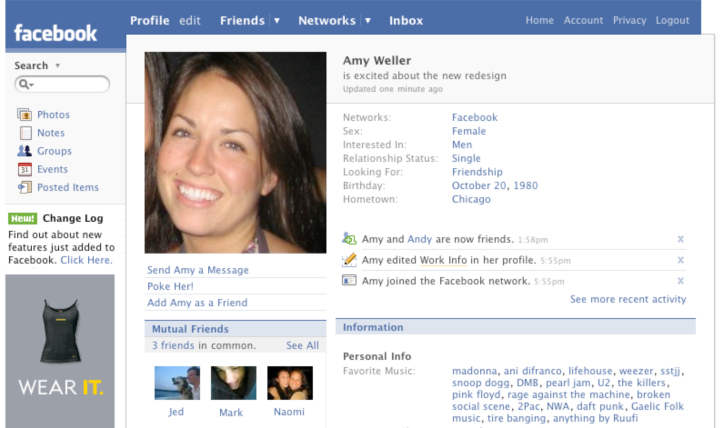 facebook
Profile edit Friends Networks Inbox Home Account Privacy Logout
Search
Photos
Notes
Groups
31 Events
Posted Items
New! Change Log
Find out about new
features just added to
Facebook. Click Here.
WEAR IT.
Send Amy a Message
Poke Her!
Add Amy as a Friend
Mutual Friends
3 friends in common. See All
Jed Mark Naomi
Amy Weller
is excited about the new redesign
Updated one minute ago
Networks: Facebook
Sex: Female
Interested In: Men
Relationship Status: Single
Looking For: Friendship
Birthday: October 20, 1980
Hometown: Chicago
Amy and Andy are now friends. 1:58pm x
Amy edited Work Info in her profile. 5:55pm x
Amy joined the Facebook network. 5:55pm x
See more recent activity
Information
Personal Info
Favorite Music: madonna, ani difranco, lifehouse, weezer, sstjj,
snoop dogg, DMB, pearl jam, U2, the killers,
pink floyd, rage against the machine, broken
social scene, 2Pac, NWA, daft punk, Gaelic Folk
music, tire banging, anything by Ruufi